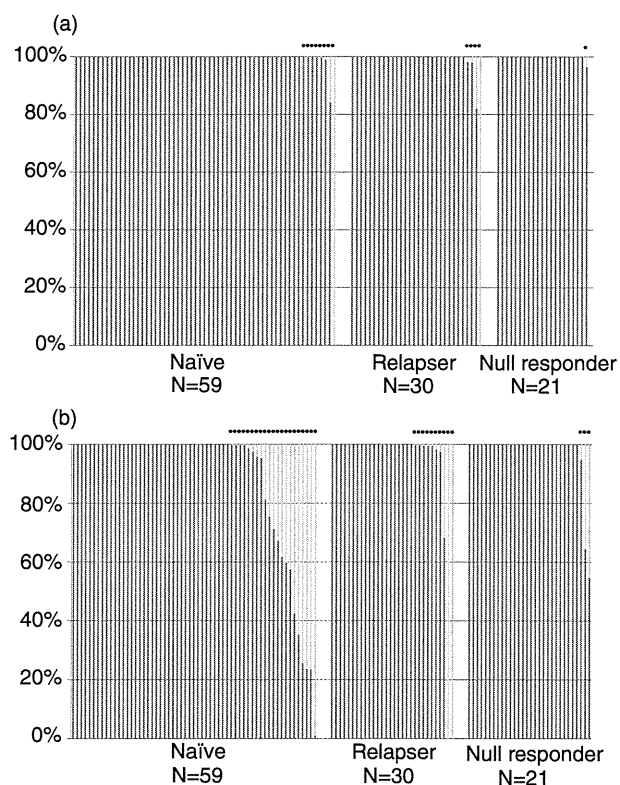 (a)
100%
80%
60%
40%
20%
0%
Naïve
N=59
Relapser
N=30
Null responder
N=21
(b)
100%
80%
60%
40%
20%
0%
Naïve
N=59
Relapser
N=30
Null responder
N=21